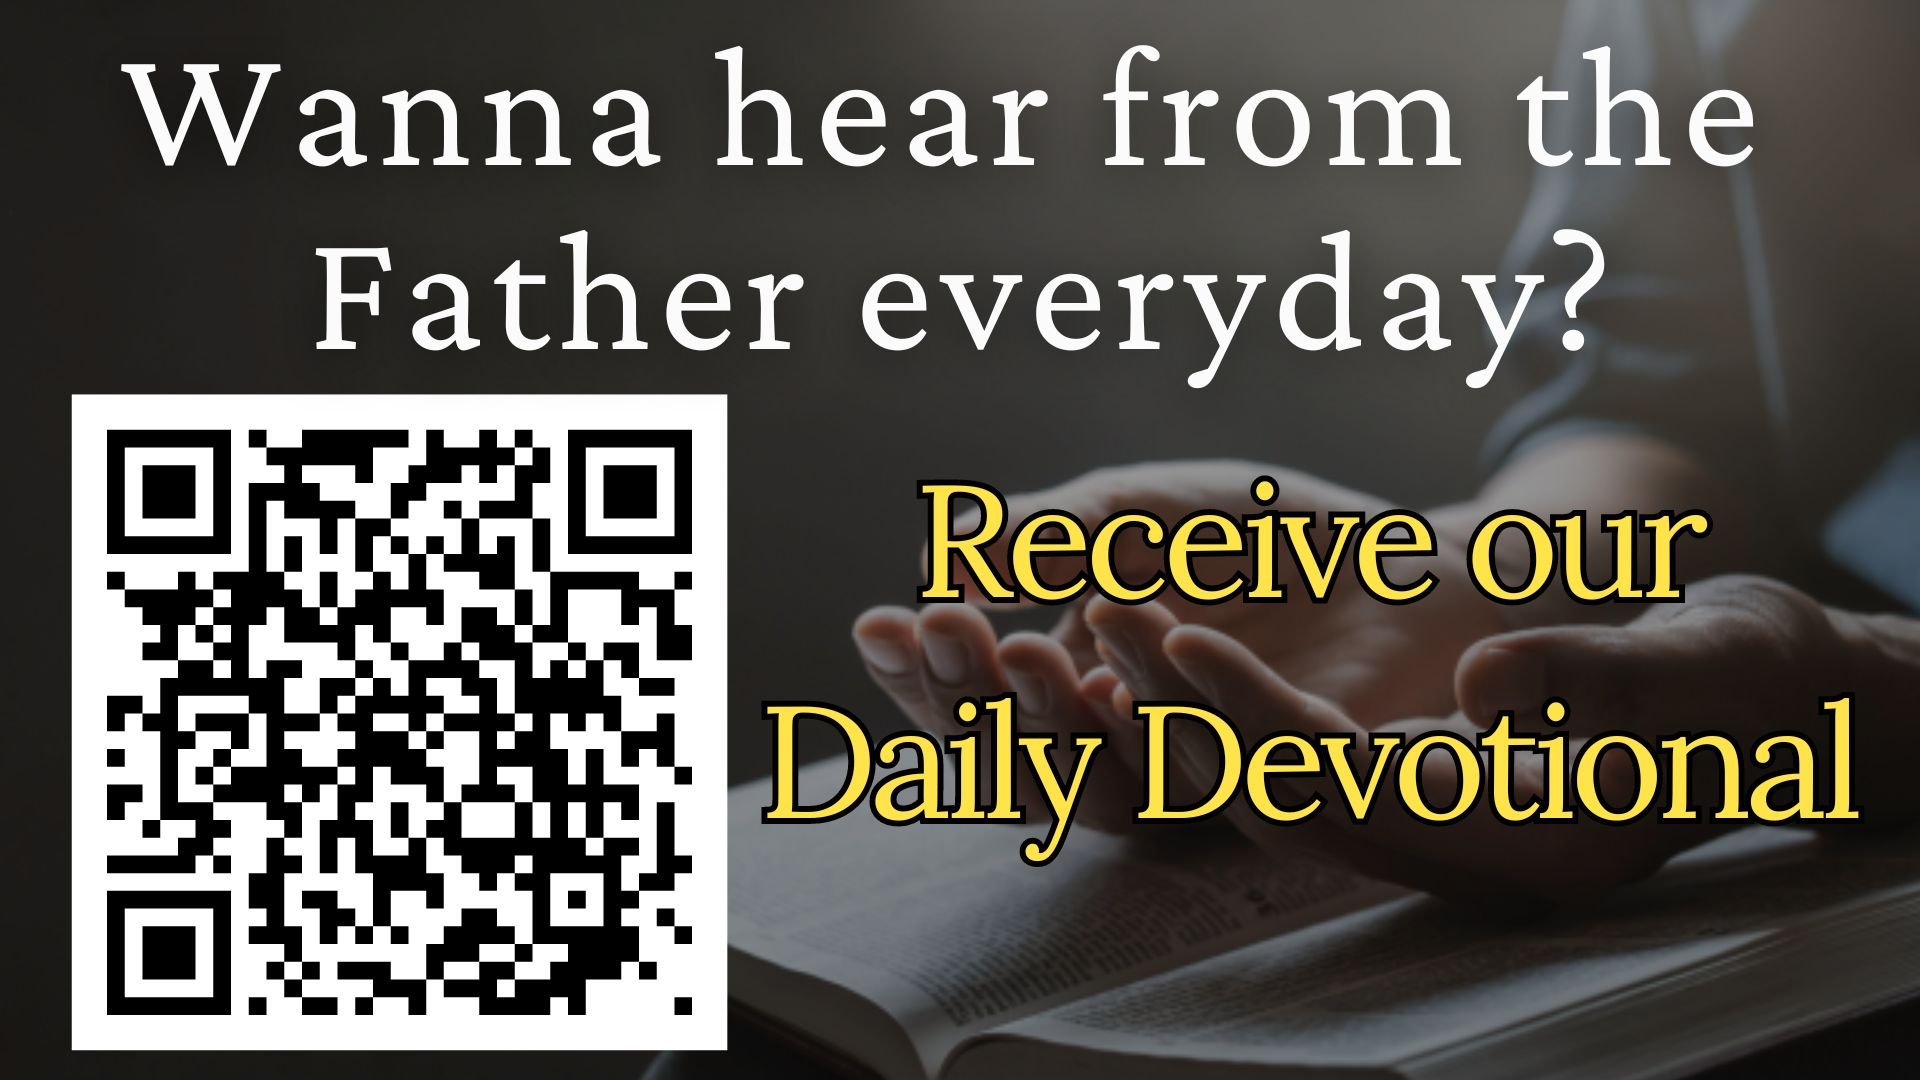 Wanna hear from the
Father everyday?
Receive our
Daily Devotional